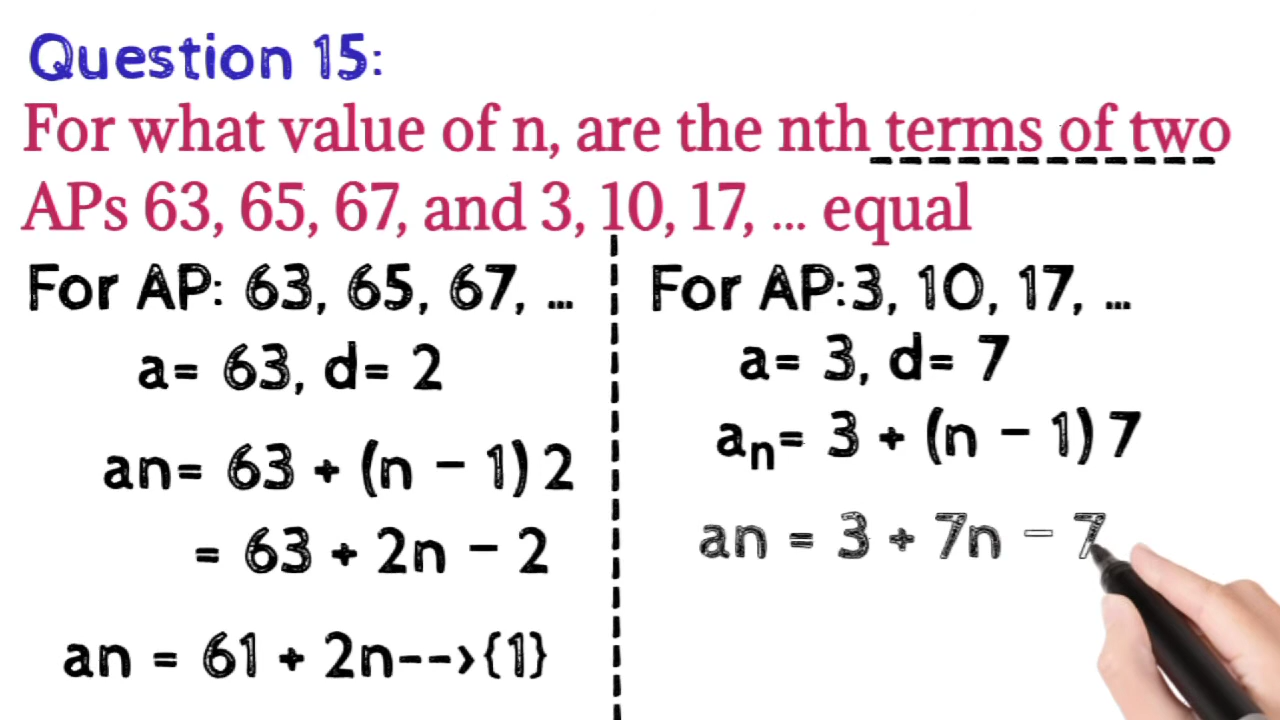 Question 15:
For what value of n, are the nth terms of two
APs 63, 65, 67, and 3, 10, 17, ... equal
For AP: 63, 65, 67, ...
a= 63, d= 2
an= 63 + (n − 1) 2
= 63 + 2n − 2
an = 61 + 2n-->{1}
For AP:3, 10, 17, ...
a= 3, d= 7
an= 3 + (n − 1) 7
an = 3 + 7n − 7